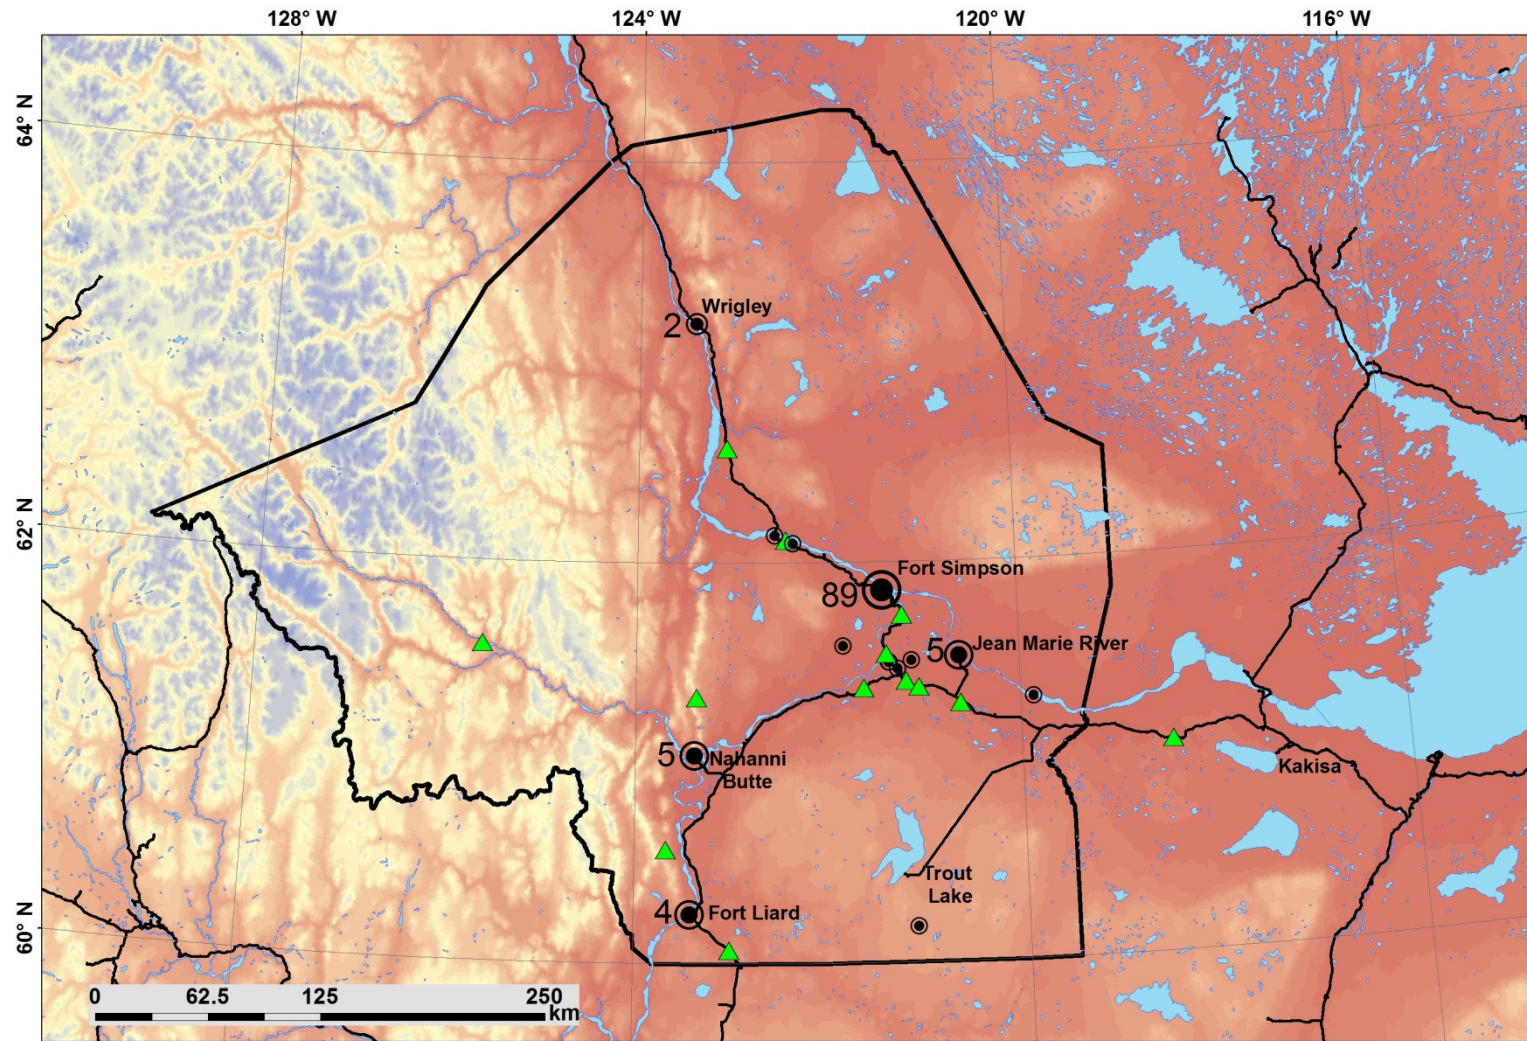 128° W
124° W
120° W
116° W
64° N
62° N
60° N
Wrigley
2
Fort Simpson
89
5
Jean Marie River
5
Nahanni
Butte
Kakisa
Trout
Lake
4
Fort Liard
0
62.5
125
250
km